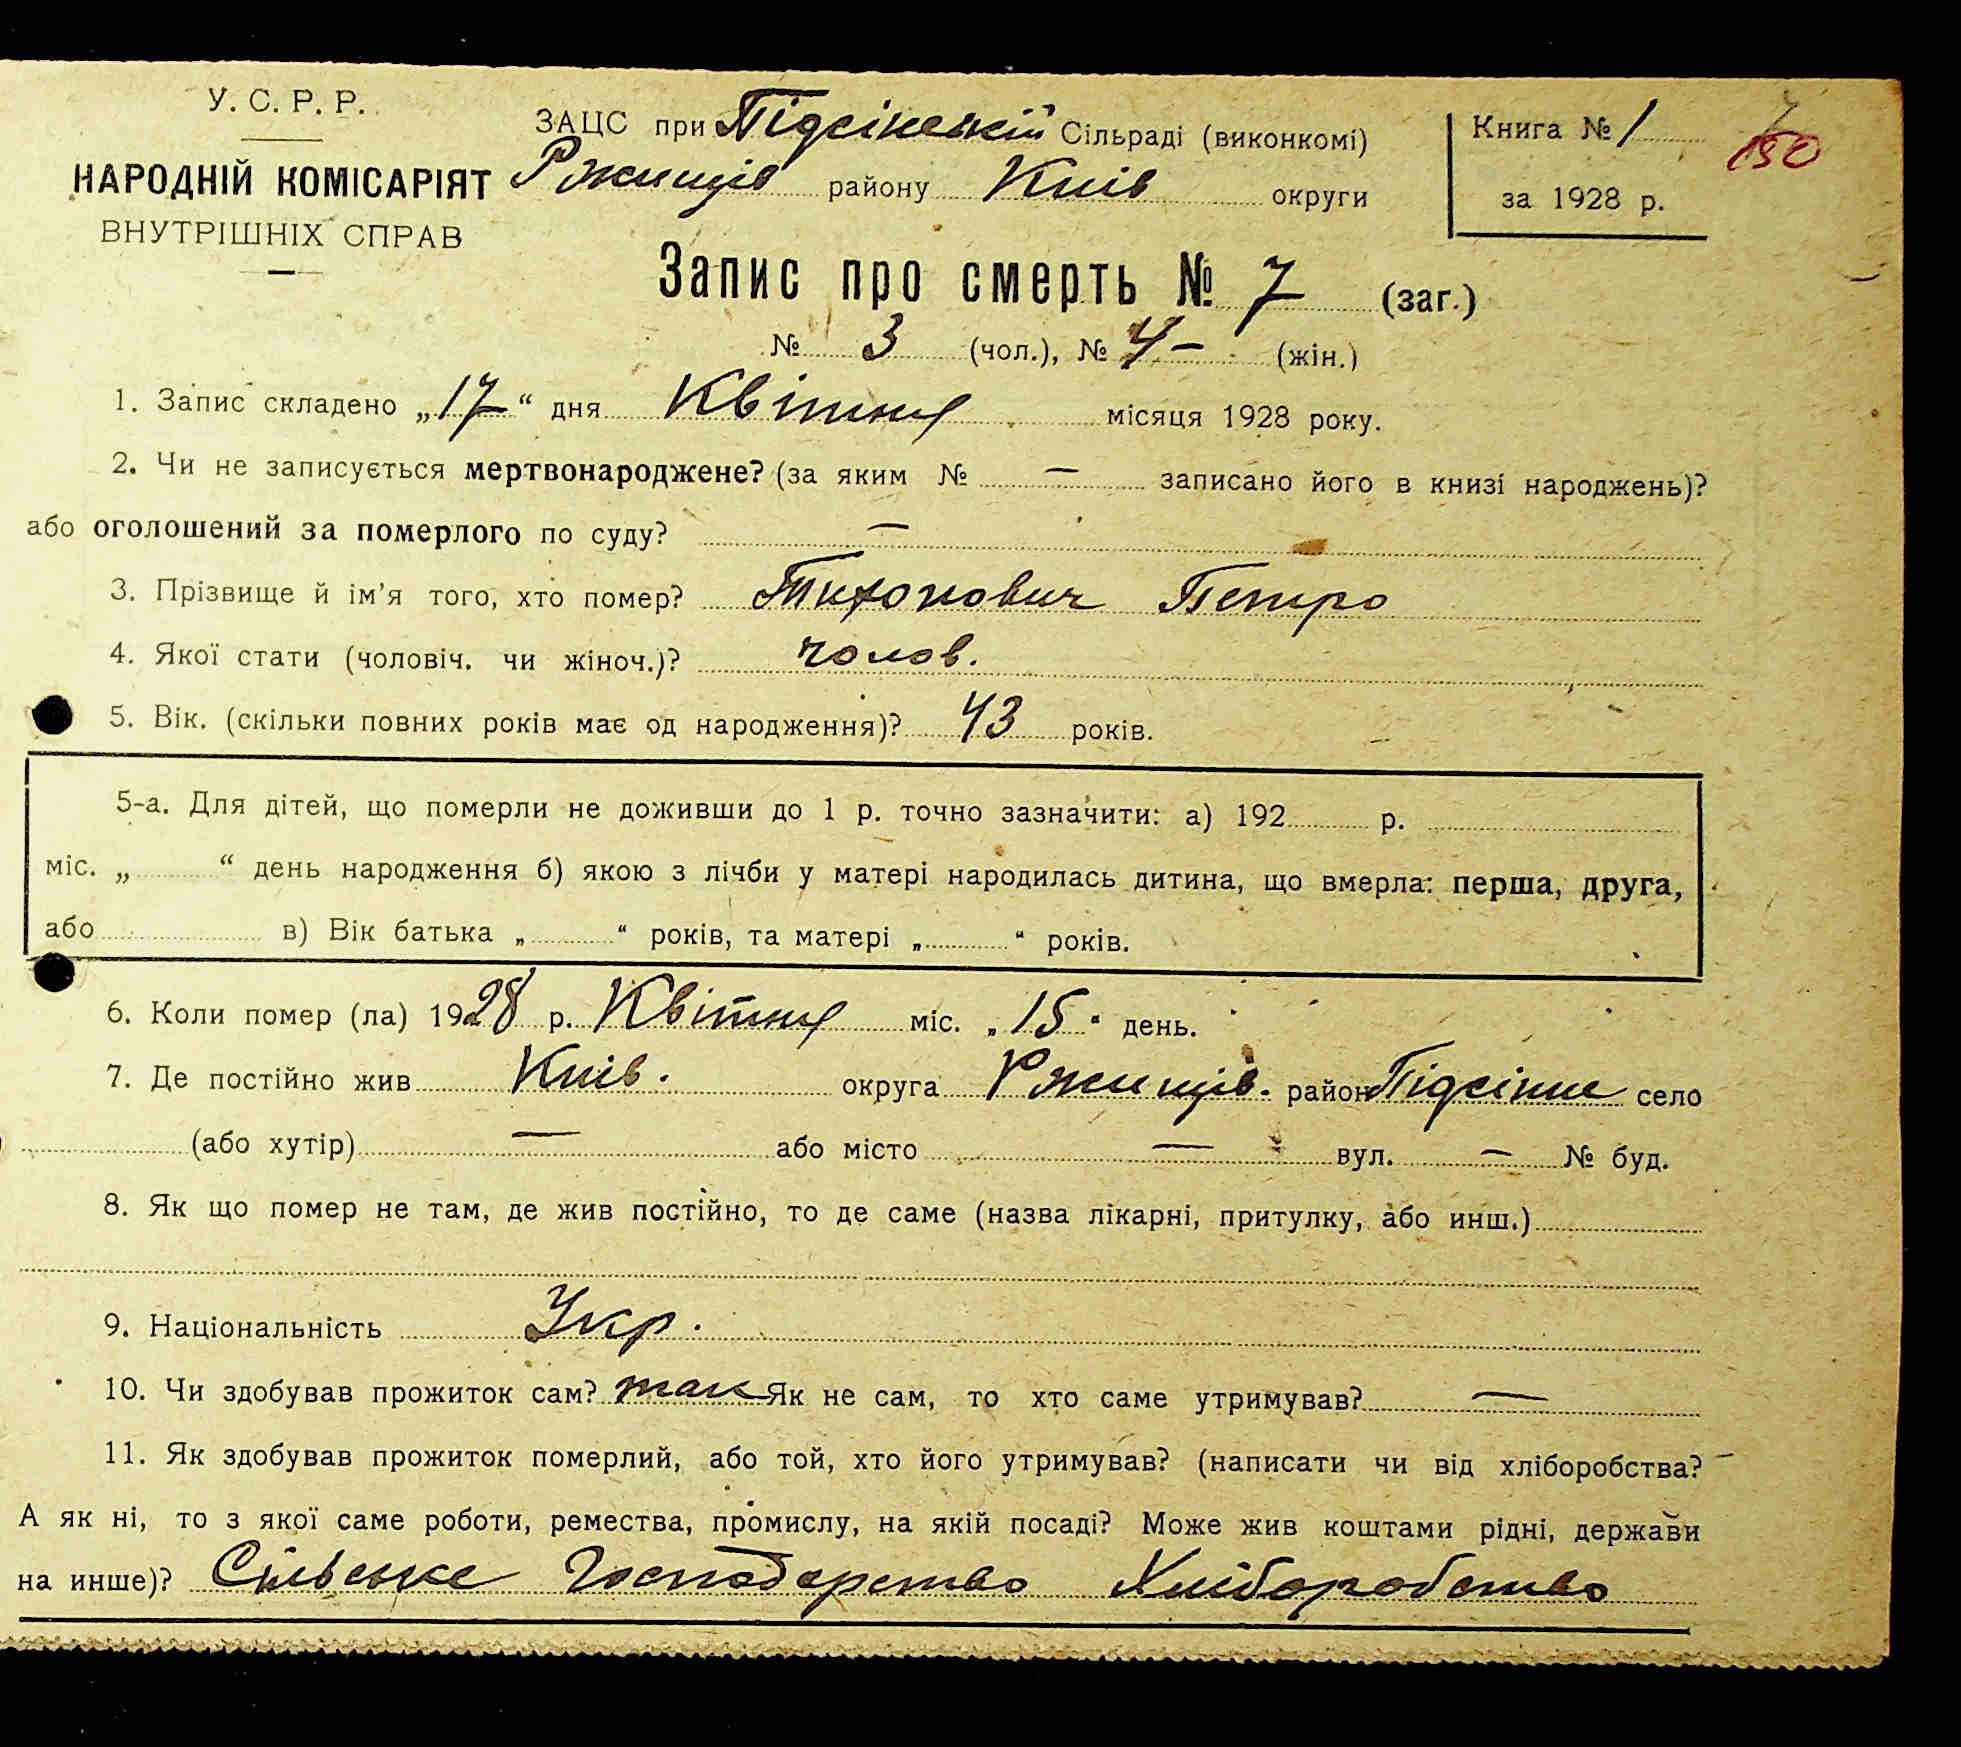 У. С. Р. Р.
НАРОДНІЙ КОМІСАРІЯТ
ВНУТРІШНІХ СПРАВ
ЗАЦС при Підсінській Сільраді (виконкомі)
Ржищів району Київ округи
Книга № 1
за 1928 р.
150
Запис про смерть № 7 (заг.)
№ 3 (чол.), № 4 – (жін.)
1. Запис складено „17“ дня Квітня місяця 1928 року.
2. Чи не записується мертвонароджене? (за яким № — записано його в книзі народжень)?
або оголошений за померлого по суду? —
3. Прізвище й ім'я того, хто помер? Тихонович Петро
4. Якої стати (чоловіч. чи жіноч.)? чолов.
5. Вік. (скільки повних років має од народження)? 43 років.
5-а. Для дітей, що померли не доживши до 1 р. точно зазначити: а) 192 р.
міс. „ “ день народження б) якою з лічби у матері народилась дитина, що вмерла: перша, друга,
або в) Вік батька „ “ років, та матері „ “ років.
6. Коли помер (ла) 1928 р. Квітня міс. „15“ день.
7. Де постійно жив Київ. округа Ржищів. район Підсінне село
(або хутір) — або місто — вул. — № буд.
8. Як що помер не там, де жив постійно, то де саме (назва лікарні, притулку, або инш.)
9. Національність Укр.
10. Чи здобував прожиток сам? так Як не сам, то хто саме утримував? —
11. Як здобував прожиток померлий, або той, хто його утримував? (написати чи від хліборобства?
А як ні, то з якої саме роботи, ремества, промислу, на якій посаді? Може жив коштами рідні, держави
на инше)? Сільське Господарство Хліборобство